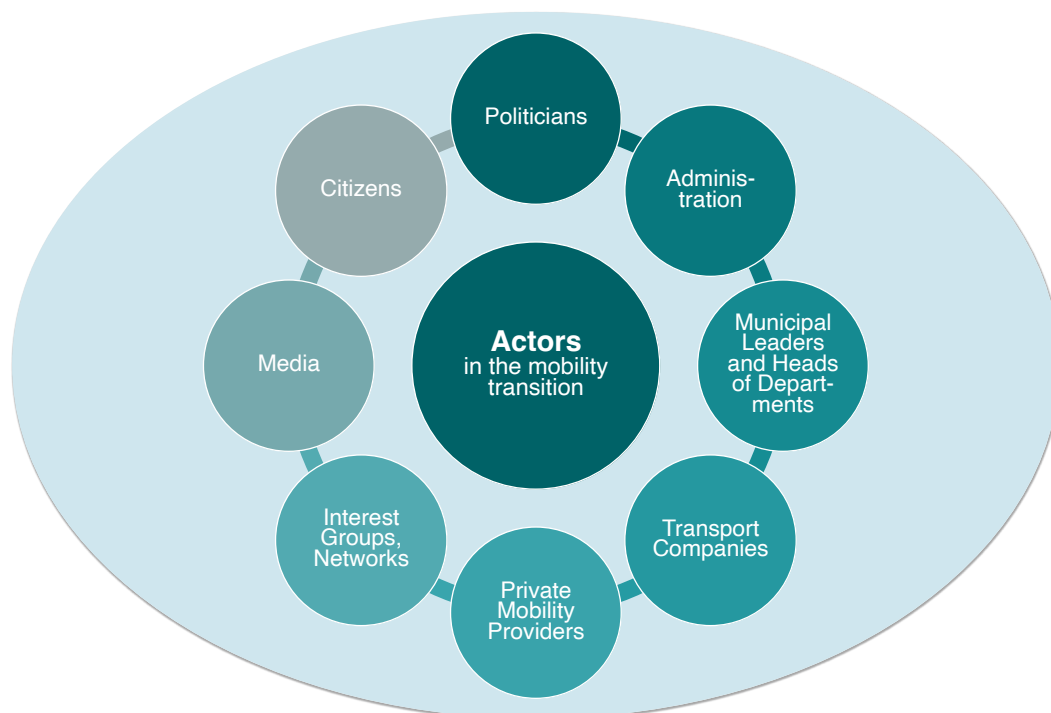 Politicians
Adminis-
tration
Municipal
Leaders
and Heads
of Depart-
ments
Transport
Companies
Private
Mobility
Providers
Interest
Groups,
Networks
Media
Citizens
Actors
in the mobility
transition